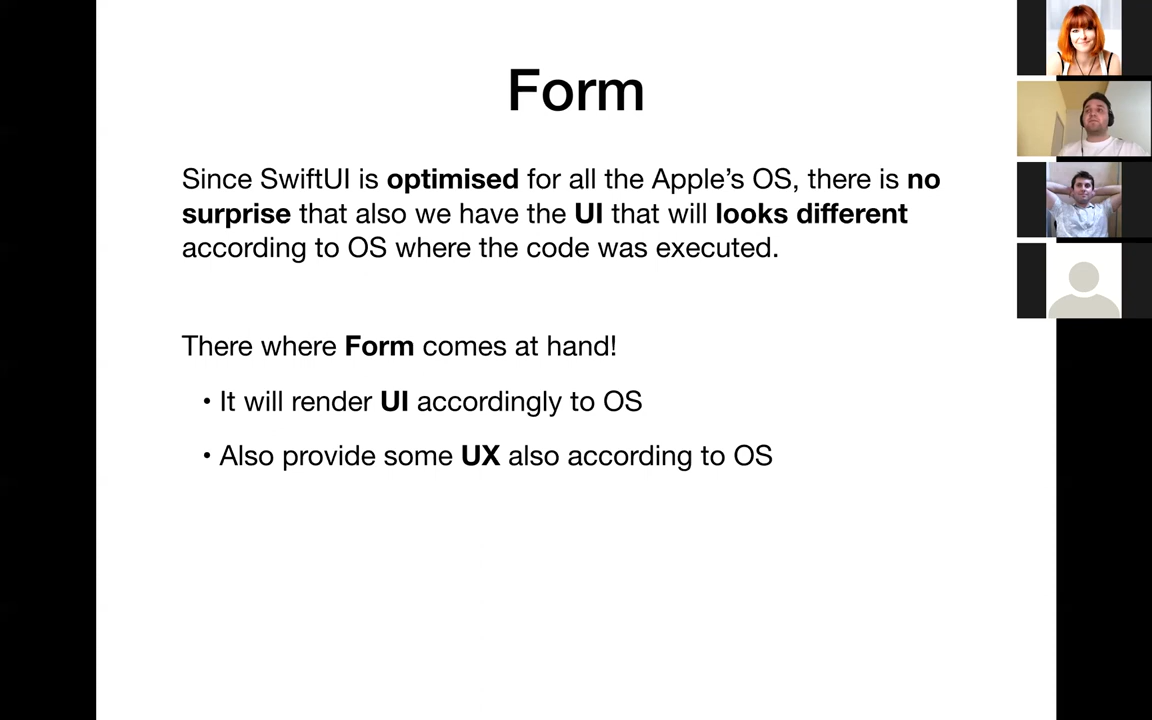 Form
Since SwiftUI is optimised for all the Apple’s OS, there is no
surprise that also we have the UI that will looks different
according to OS where the code was executed.
There where Form comes at hand!
• It will render UI accordingly to OS
• Also provide some UX also according to OS